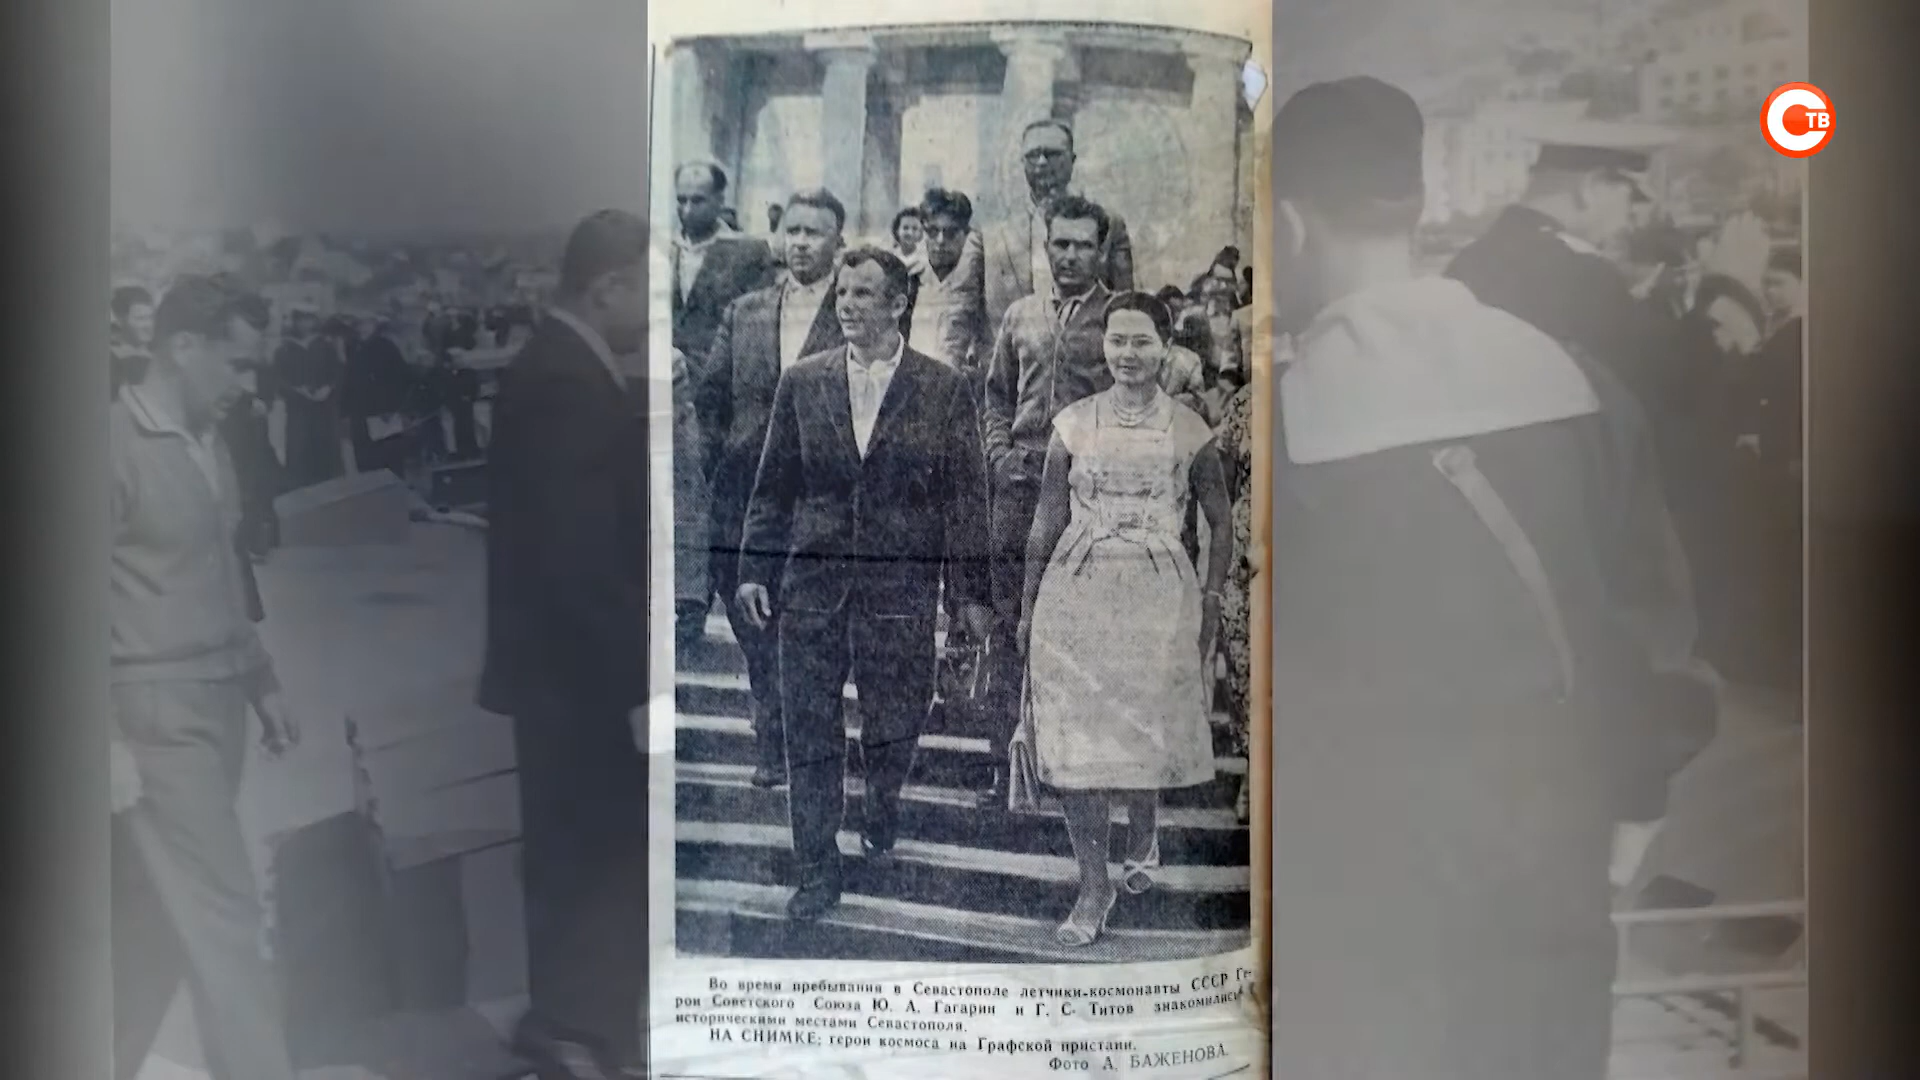 СТВ
Во время пребывания в Севастополе летчики-космонавты СССР Ге-
рои Советского Союза Ю. А. Гагарин и Г. С. Титов знакомились с
историческими местами Севастополя.
НА СНИМКЕ: герои космоса на Графской пристани.
Фото А. БАЖЕНОВА.